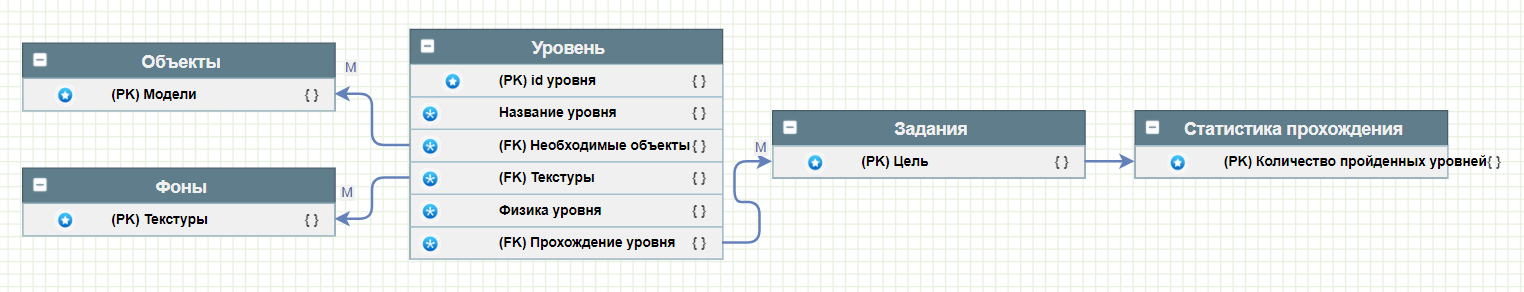 Объекты
(PK) Модели { }
M
Фоны
(PK) Текстуры { }
M
Уровень
(PK) id уровня { }
Название уровня { }
(FK) Необходимые объекты { }
(FK) Текстуры { }
Физика уровня { }
(FK) Прохождение уровня { }
M
Задания
(PK) Цель { }
Статистика прохождения
(PK) Количество пройденных уровней { }